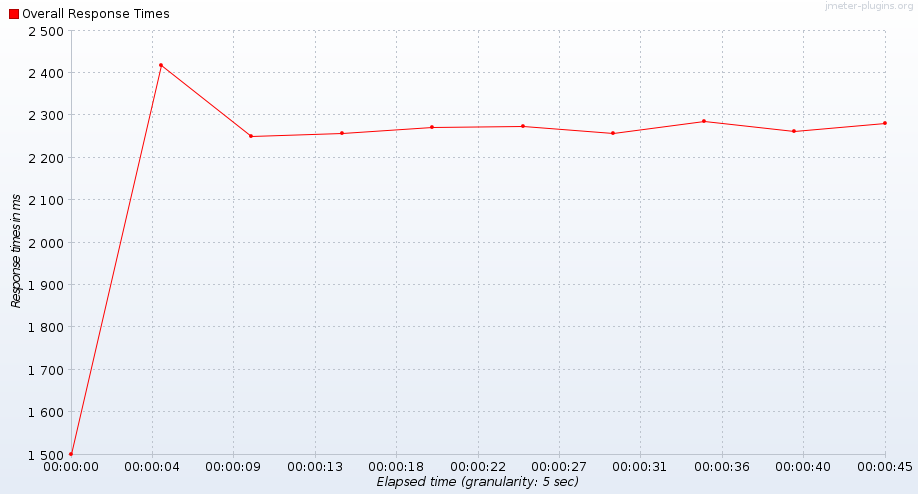 jmeter-plugins.org
Overall Response Times
2 500
2 400
2 300
2 200
2 100
2 000
1 900
1 800
1 700
1 600
1 500
Response times in ms
00:00:00 00:00:04 00:00:09 00:00:13 00:00:18 00:00:22 00:00:27 00:00:31 00:00:36 00:00:40 00:00:45
Elapsed time (granularity: 5 sec)